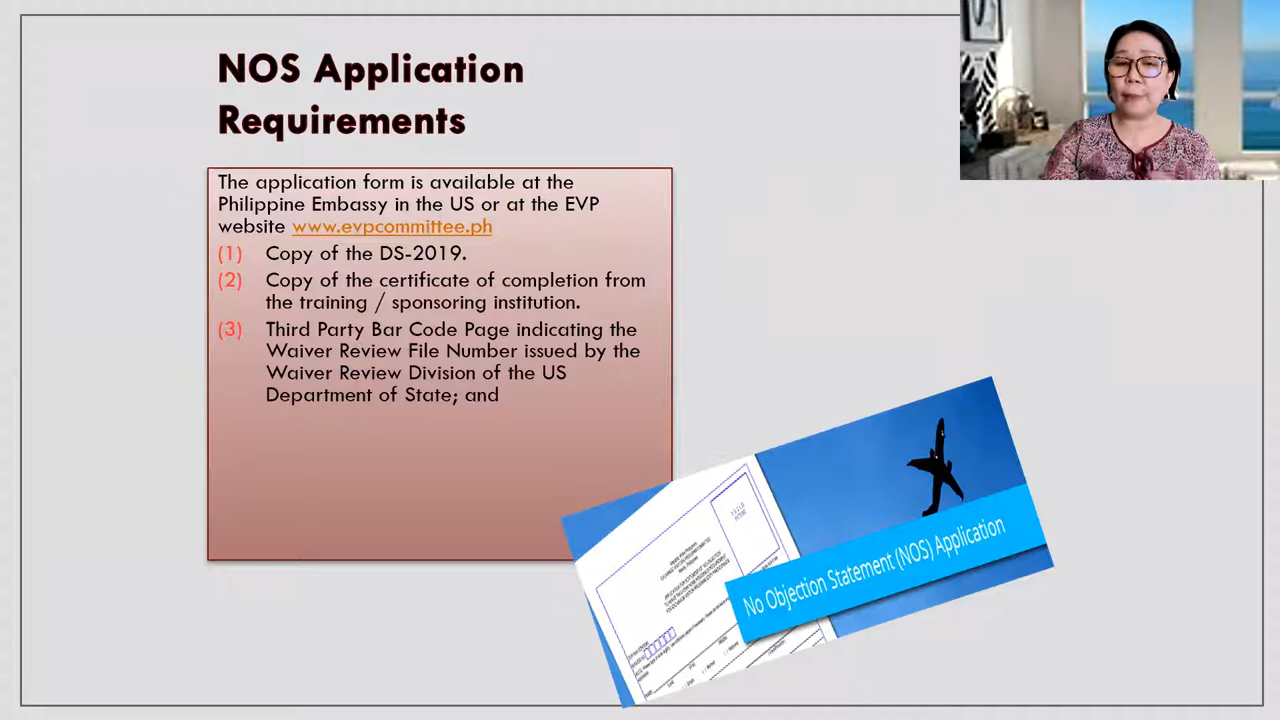 NOS Application
Requirements
The application form is available at the
Philippine Embassy in the US or at the EVP
website www.evpcommittee.ph
(1) Copy of the DS-2019.
(2) Copy of the certificate of completion from
the training / sponsoring institution.
(3) Third Party Bar Code Page indicating the
Waiver Review File Number issued by the
Waiver Review Division of the US
Department of State; and
No Objection Statement (NOS) Application